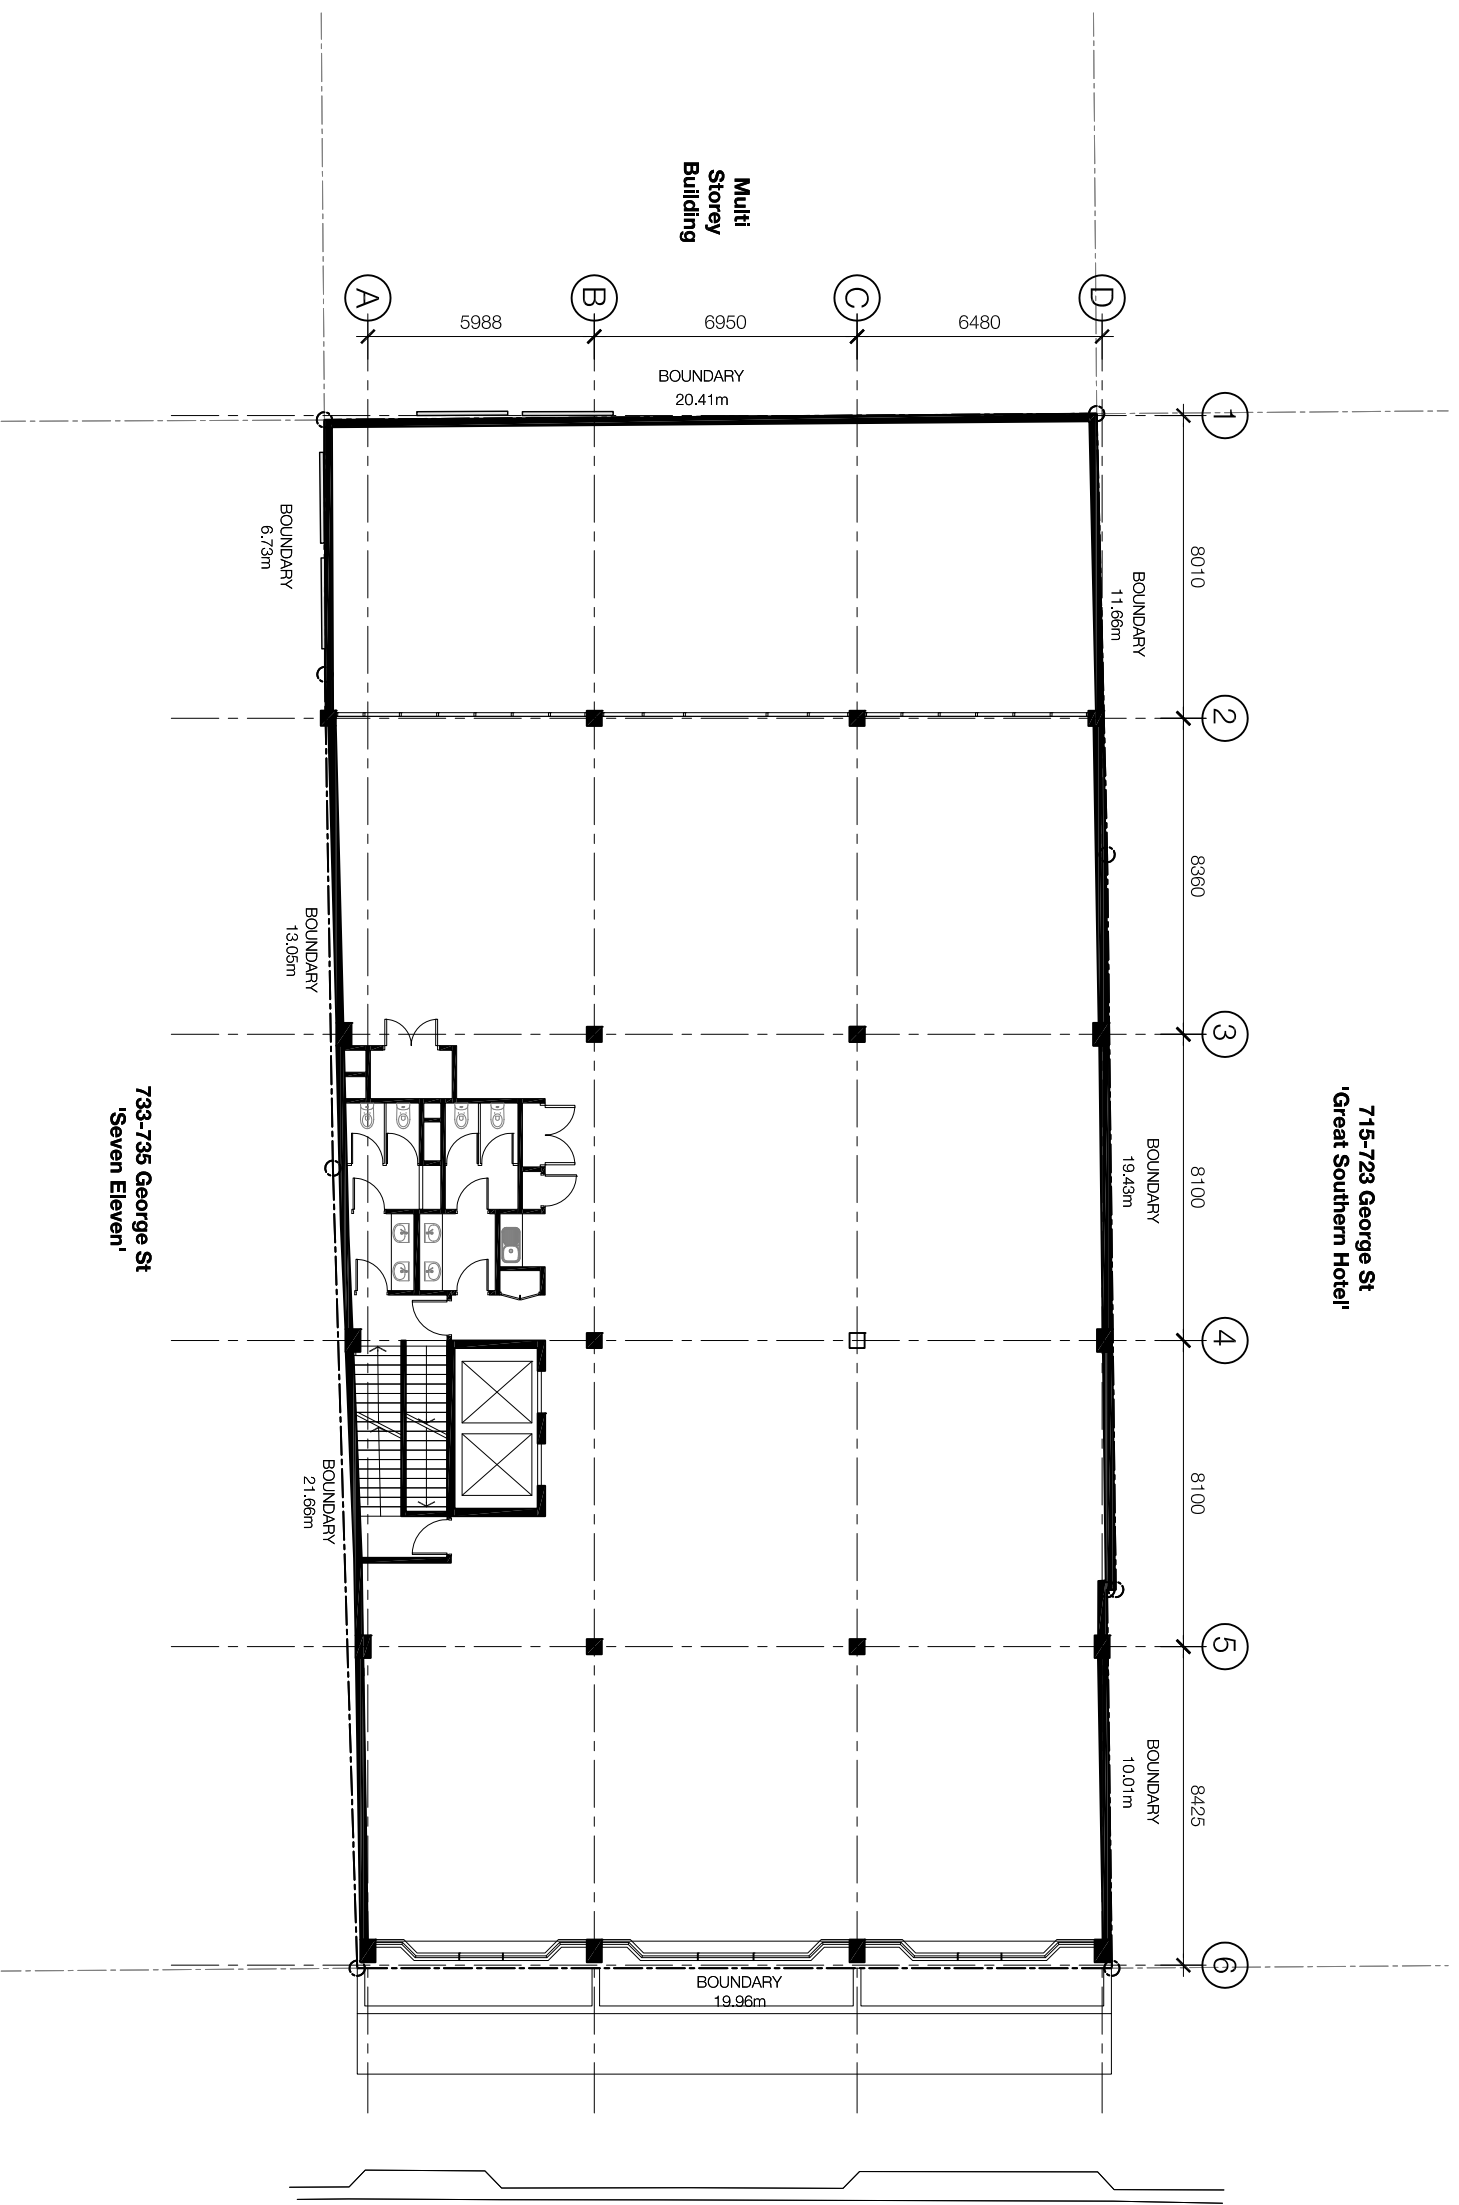 Multi
Storey
Building
A
B
C
D
5988
6950
6480
BOUNDARY
20.41m
1
8010
BOUNDARY
6.73m
BOUNDARY
11.66m
2
8360
BOUNDARY
13.05m
3
715-723 George St
'Great Southern Hotel'
733-735 George St
'Seven Eleven'
BOUNDARY
19.43m
8100
4
8100
BOUNDARY
21.66m
5
BOUNDARY
10.01m
8425
6
BOUNDARY
19.96m